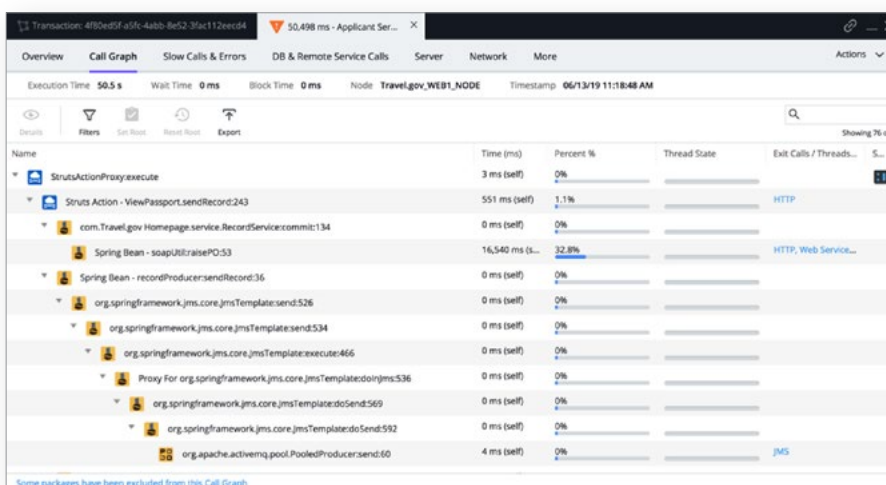 Transaction: 4f80ed5f-a5fc-4abb-8e52-3fac112eecd4 50,498 ms - Applicant Ser... ×
Overview Call Graph Slow Calls & Errors DB & Remote Service Calls Server Network More Actions
Execution Time 50.5 s Wait Time 0 ms Block Time 0 ms Node Travel.gov_WEB1_NODE Timestamp 06/13/19 11:18:48 AM
Details Filters Set Root Reset Root Export
Showing 76 
Name Time (ms) Percent % Thread State Exit Calls / Threads... S...
StrutsActionProxy:execute 3 ms (self) 0%
Struts Action - ViewPassport.sendRecord:243 551 ms (self) 1.1% HTTP
com.Travel.gov Homepage.service.RecordService:commit:134 0 ms (self) 0%
Spring Bean - soapUtil:raisePO:53 16,540 ms (s... 32.8% HTTP, Web Service...
Spring Bean - recordProducer:sendRecord:36 0 ms (self) 0%
org.springframework.jms.core.JmsTemplate:send:526 0 ms (self) 0%
org.springframework.jms.core.JmsTemplate:send:534 0 ms (self) 0%
org.springframework.jms.core.JmsTemplate:execute:466 0 ms (self) 0%
Proxy For org.springframework.jms.core.JmsTemplate:doInJms:536 0 ms (self) 0%
org.springframework.jms.core.JmsTemplate:doSend:569 0 ms (self) 0%
org.springframework.jms.core.JmsTemplate:doSend:592 0 ms (self) 0%
org.apache.activemq.pool.PooledProducer:send:60 4 ms (self) 0% JMS
Some packages have been excluded from this Call Graph